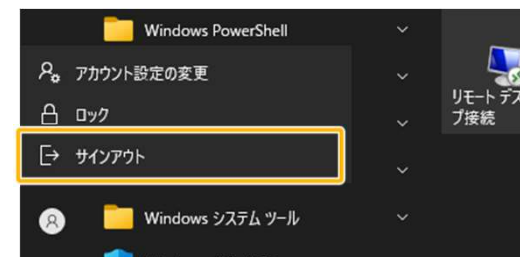 Windows PowerShell
アカウント設定の変更
ロック
サインアウト
Windows システム ツール
リモート デス
プ接続